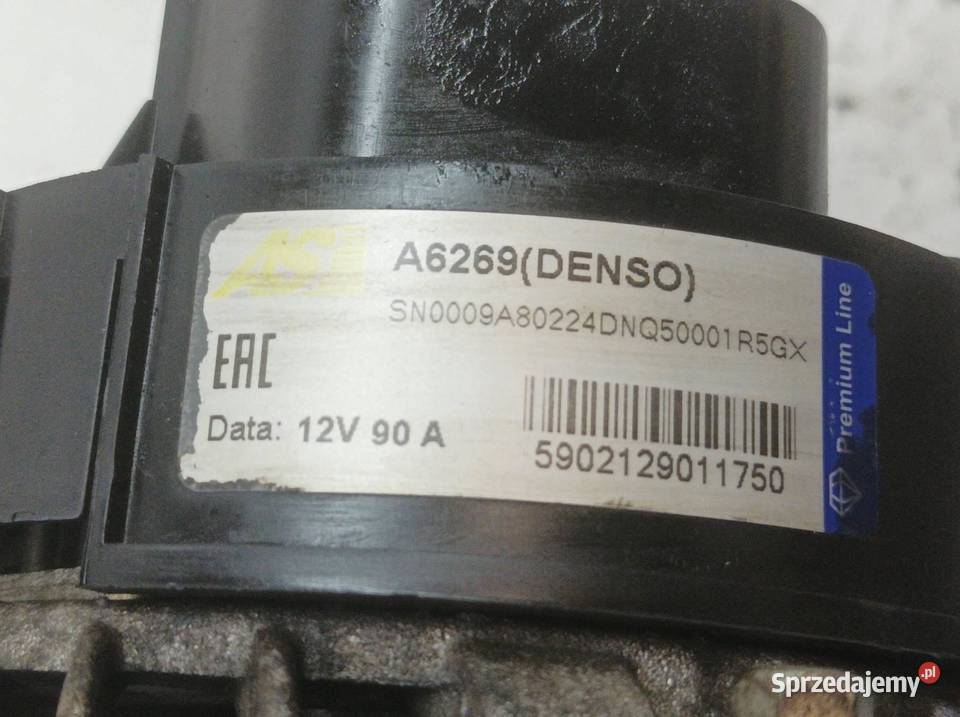 AS
A6269(DENSO)
SN0009A80224DNQ50001R5GX
EAC
Data: 12V 90 A
5902129011750
Premium Line
Sprzedajemy.pl